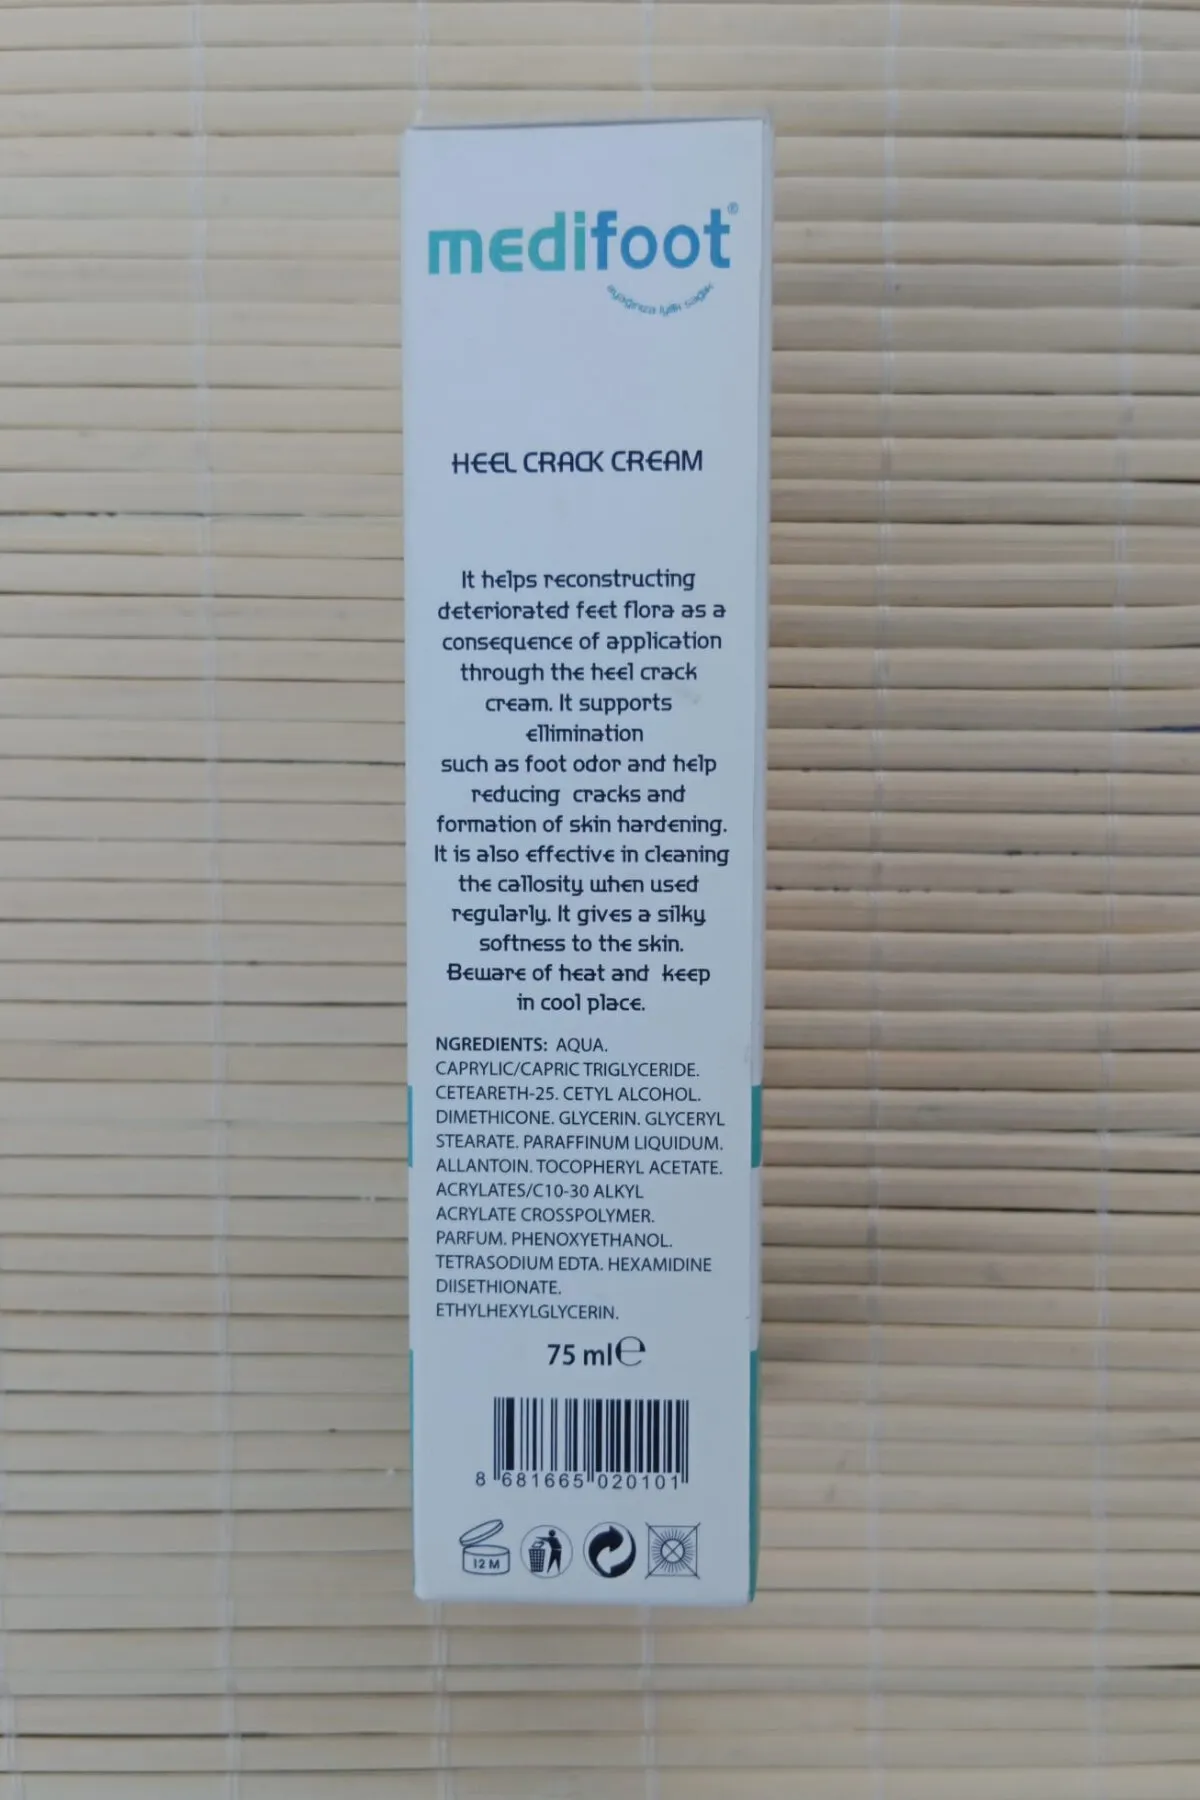 medifoot®
ayağınıza iyilik sağlık
HEEL CRACK CREAM
It helps reconstructing
deteriorated feet flora as a
consequence of application
through the heel crack
cream. It supports
ellimination
such as foot odor and help
reducing cracks and
formation of skin hardening.
It is also effective in cleaning
the callosity when used
regularly. It gives a silky
softness to the skin.
Beware of heat and keep
in cool place.
NGREDIENTS: AQUA.
CAPRYLIC/CAPRIC TRIGLYCERIDE.
CETEARETH-25. CETYL ALCOHOL.
DIMETHICONE. GLYCERIN. GLYCERYL
STEARATE. PARAFFINUM LIQUIDUM.
ALLANTOIN. TOCOPHERYL ACETATE.
ACRYLATES/C10-30 ALKYL
ACRYLATE CROSSPOLYMER.
PARFUM. PHENOXYETHANOL.
TETRASODIUM EDTA. HEXAMIDINE
DIISETHIONATE.
ETHYLHEXYLGLYCERIN.
75 ml e
8 681665 020101
12 M